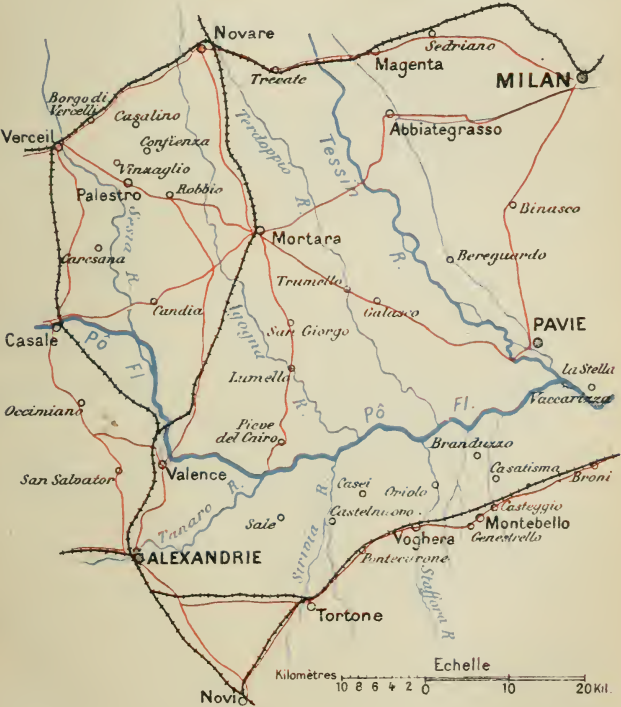 Novare
Sedriano
Trecate
Magenta
MILAN
Borgo di
Vercelli
Casalino
Abbiategrasso
Verceil
Confienza
Terdoppio
R.
Tessin
R.
Vinzaglio
Palestro
Robbio
Sessia R.
Binasco
Mortara
Carcsana
Bereguardo
Trumello
Candia
Galasco
Agogna
R.
San Giorgo
Casale
Pô
Fl
PAVIE
Lumello
La Stella
Vaccarizza
Occimiano
Pô
Fl.
Pieve
del Cairo
Branduzzo
San Salvator
Valence
Casatisma
Broni
Casei
Oriolo
Tanaro
R.
Sale
Castelnuovo
Casteggio
Montebello
Voghera
Genestrello
ALEXANDRIE
Sirivia
R.
Pontecurone
Staffora R
Tortone
Novi
Echelle
Kilomètres
10 8 6 4 2 0 10 20 Kil.